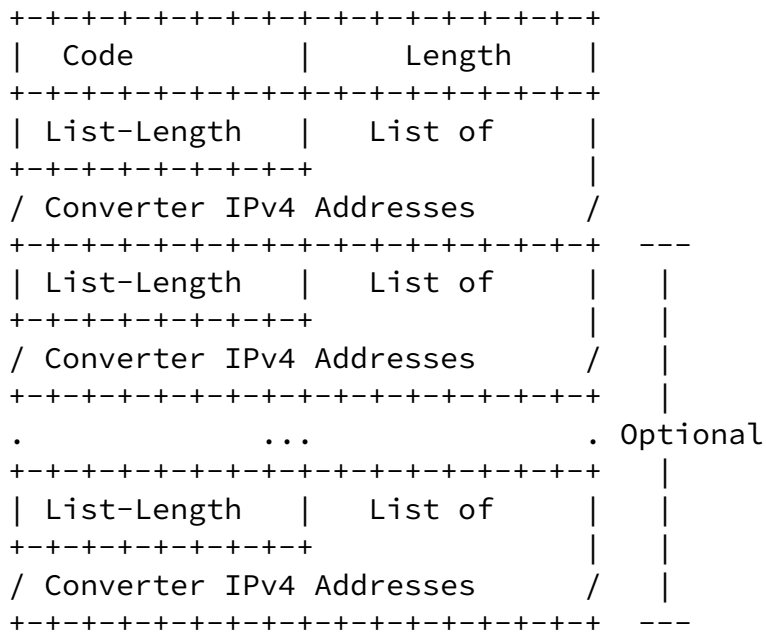 +-+-+-+-+-+-+-+-+-+-+-+-+-+-+-+-+
|  Code         |     Length    |
+-+-+-+-+-+-+-+-+-+-+-+-+-+-+-+-+
| List-Length   |   List of     |
+-+-+-+-+-+-+-+-+               |
/ Converter IPv4 Addresses      /
+-+-+-+-+-+-+-+-+-+-+-+-+-+-+-+-+  ---
| List-Length   |   List of     |   |
+-+-+-+-+-+-+-+-+               |   |
/ Converter IPv4 Addresses      /   |
+-+-+-+-+-+-+-+-+-+-+-+-+-+-+-+-+   |
.             ...               . Optional
+-+-+-+-+-+-+-+-+-+-+-+-+-+-+-+-+   |
| List-Length   |   List of     |   |
+-+-+-+-+-+-+-+-+               |   |
/ Converter IPv4 Addresses      /   |
+-+-+-+-+-+-+-+-+-+-+-+-+-+-+-+-+  ---